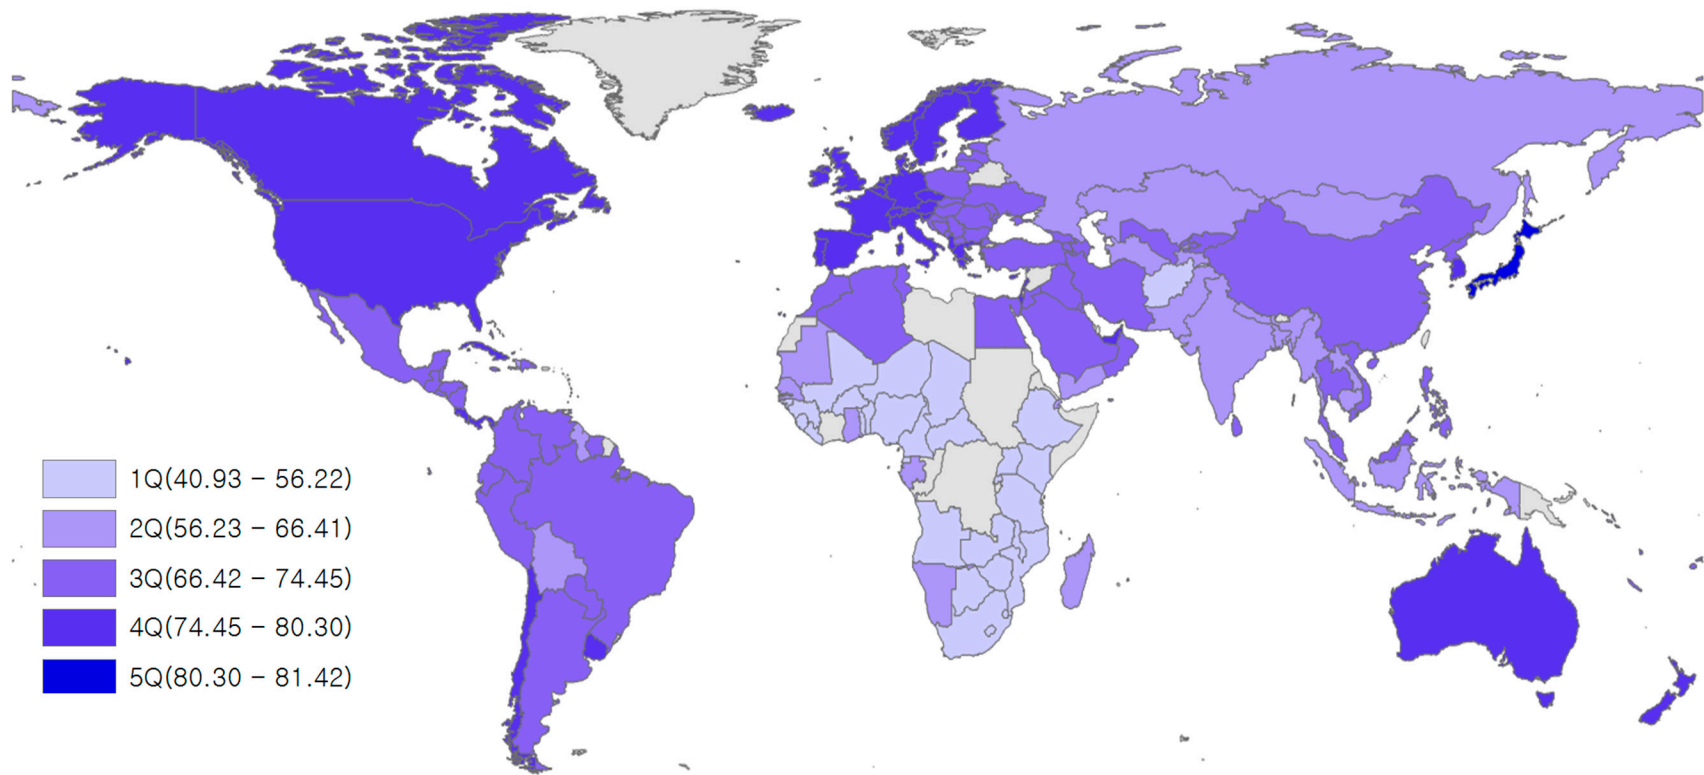 1Q(40.93 – 56.22)
2Q(56.23 – 66.41)
3Q(66.42 – 74.45)
4Q(74.45 – 80.30)
5Q(80.30 – 81.42)